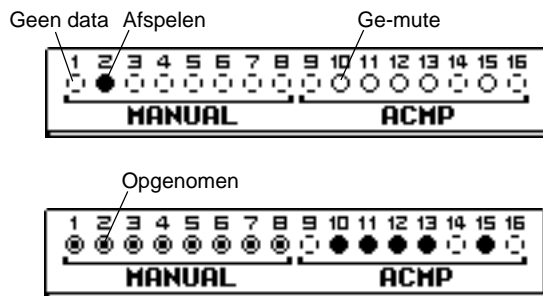 Geen data Afspelen Ge-mute
1 2 3 4 5 6 7 8 9 10 11 12 13 14 15 16
MANUAL ACMP
Opgenomen
1 2 3 4 5 6 7 8 9 10 11 12 13 14 15 16
MANUAL ACMP